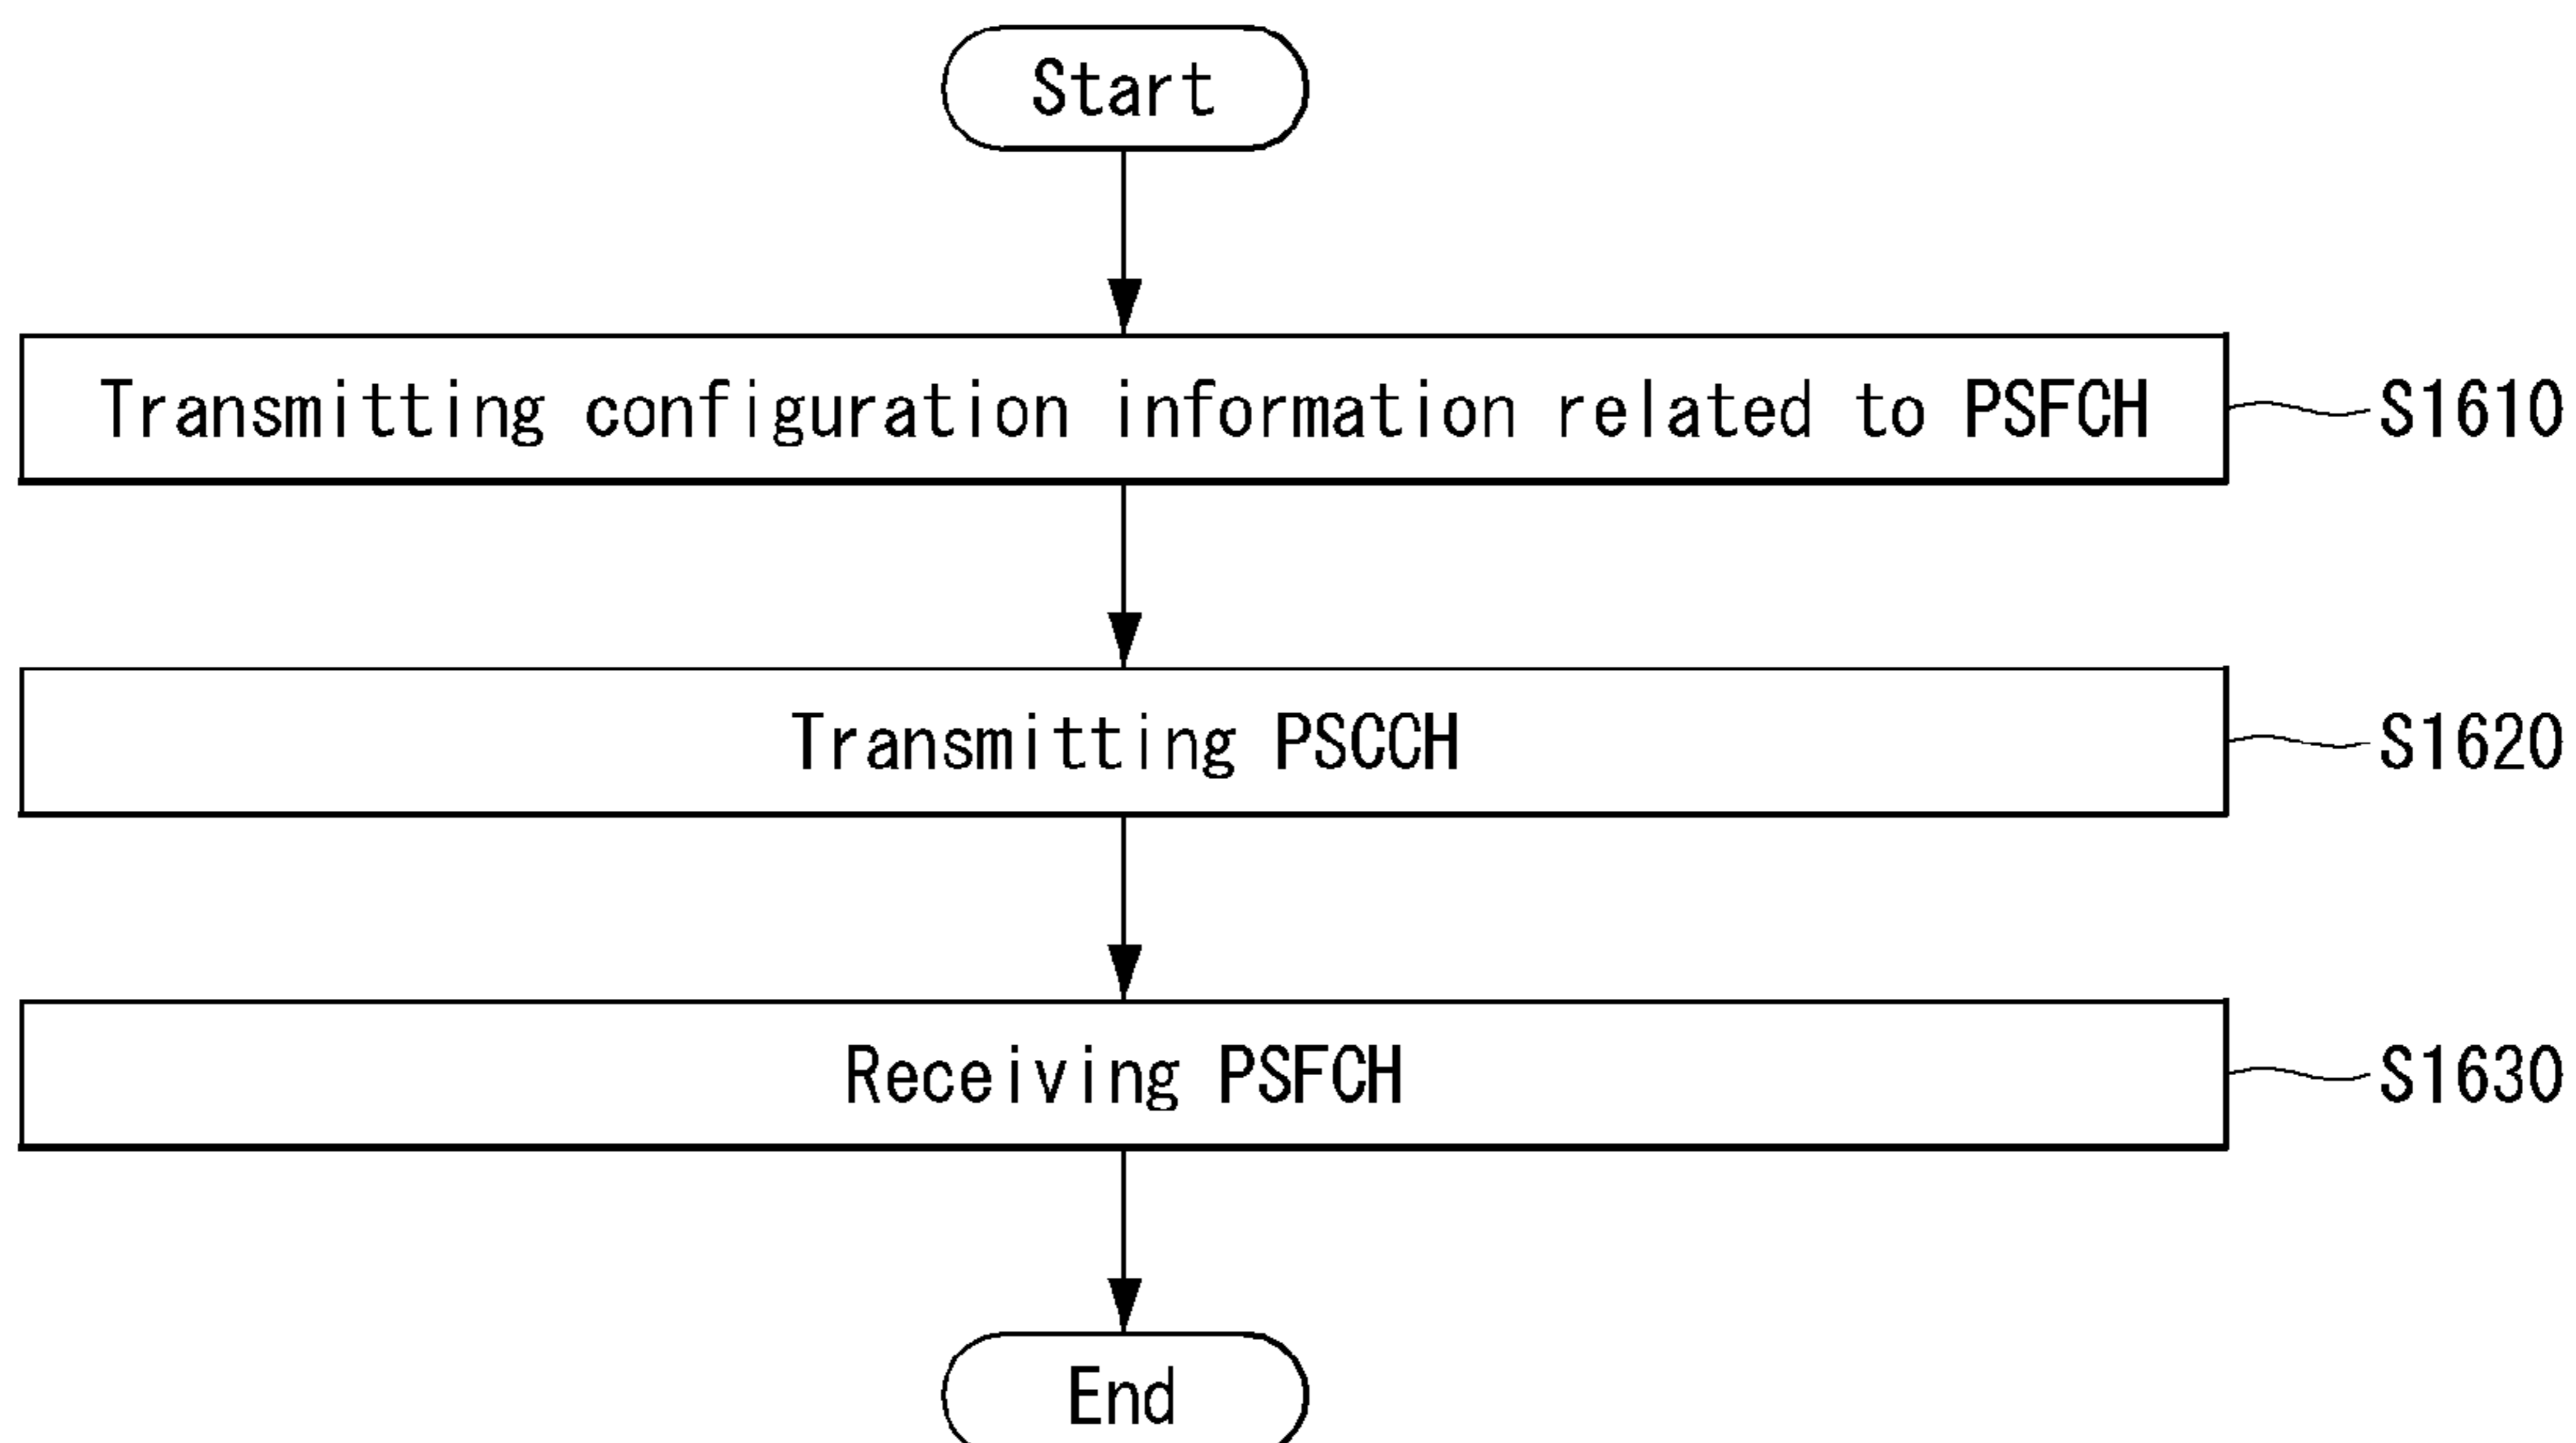 Start
Transmitting configuration information related to PSFCH
S1610
Transmitting PSCCH
S1620
Receiving PSFCH
S1630
End